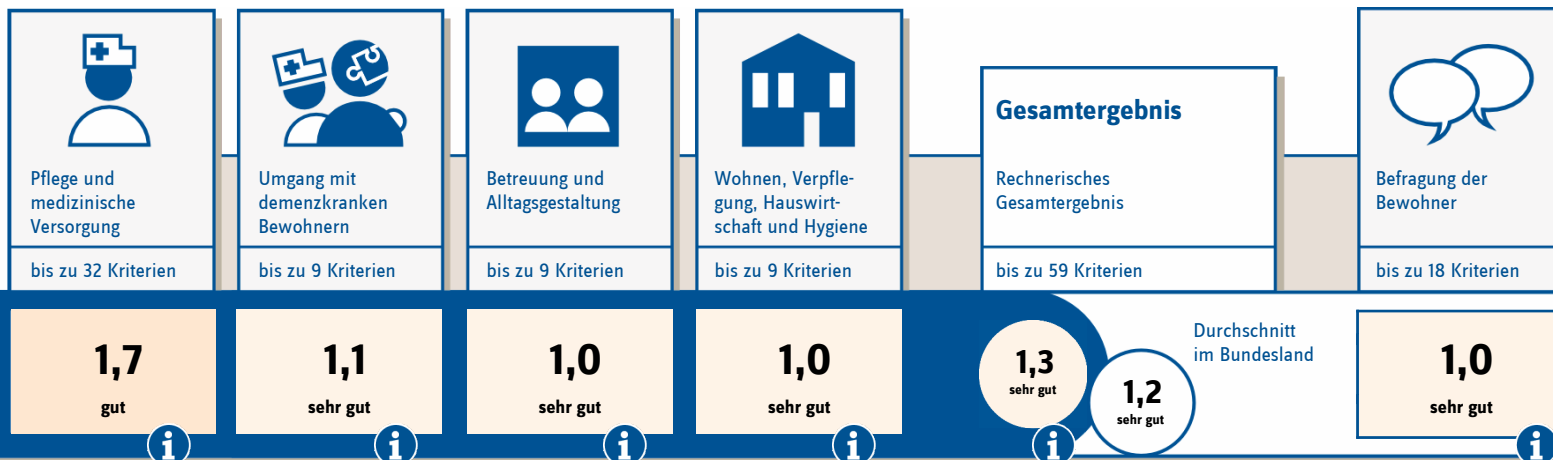 Pflege und
medizinische
Versorgung
bis zu 32 Kriterien
1,7
gut
i
Umgang mit
demenzkranken
Bewohnern
bis zu 9 Kriterien
1,1
sehr gut
i
Betreuung und
Alltagsgestaltung
bis zu 9 Kriterien
1,0
sehr gut
i
Wohnen, Verpfle-
gung, Hauswirt-
schaft und Hygiene
bis zu 9 Kriterien
1,0
sehr gut
i
Gesamtergebnis
Rechnerisches
Gesamtergebnis
bis zu 59 Kriterien
1,3
sehr gut
i
Durchschnitt
im Bundesland
1,2
sehr gut
Befragung der
Bewohner
bis zu 18 Kriterien
1,0
sehr gut
i